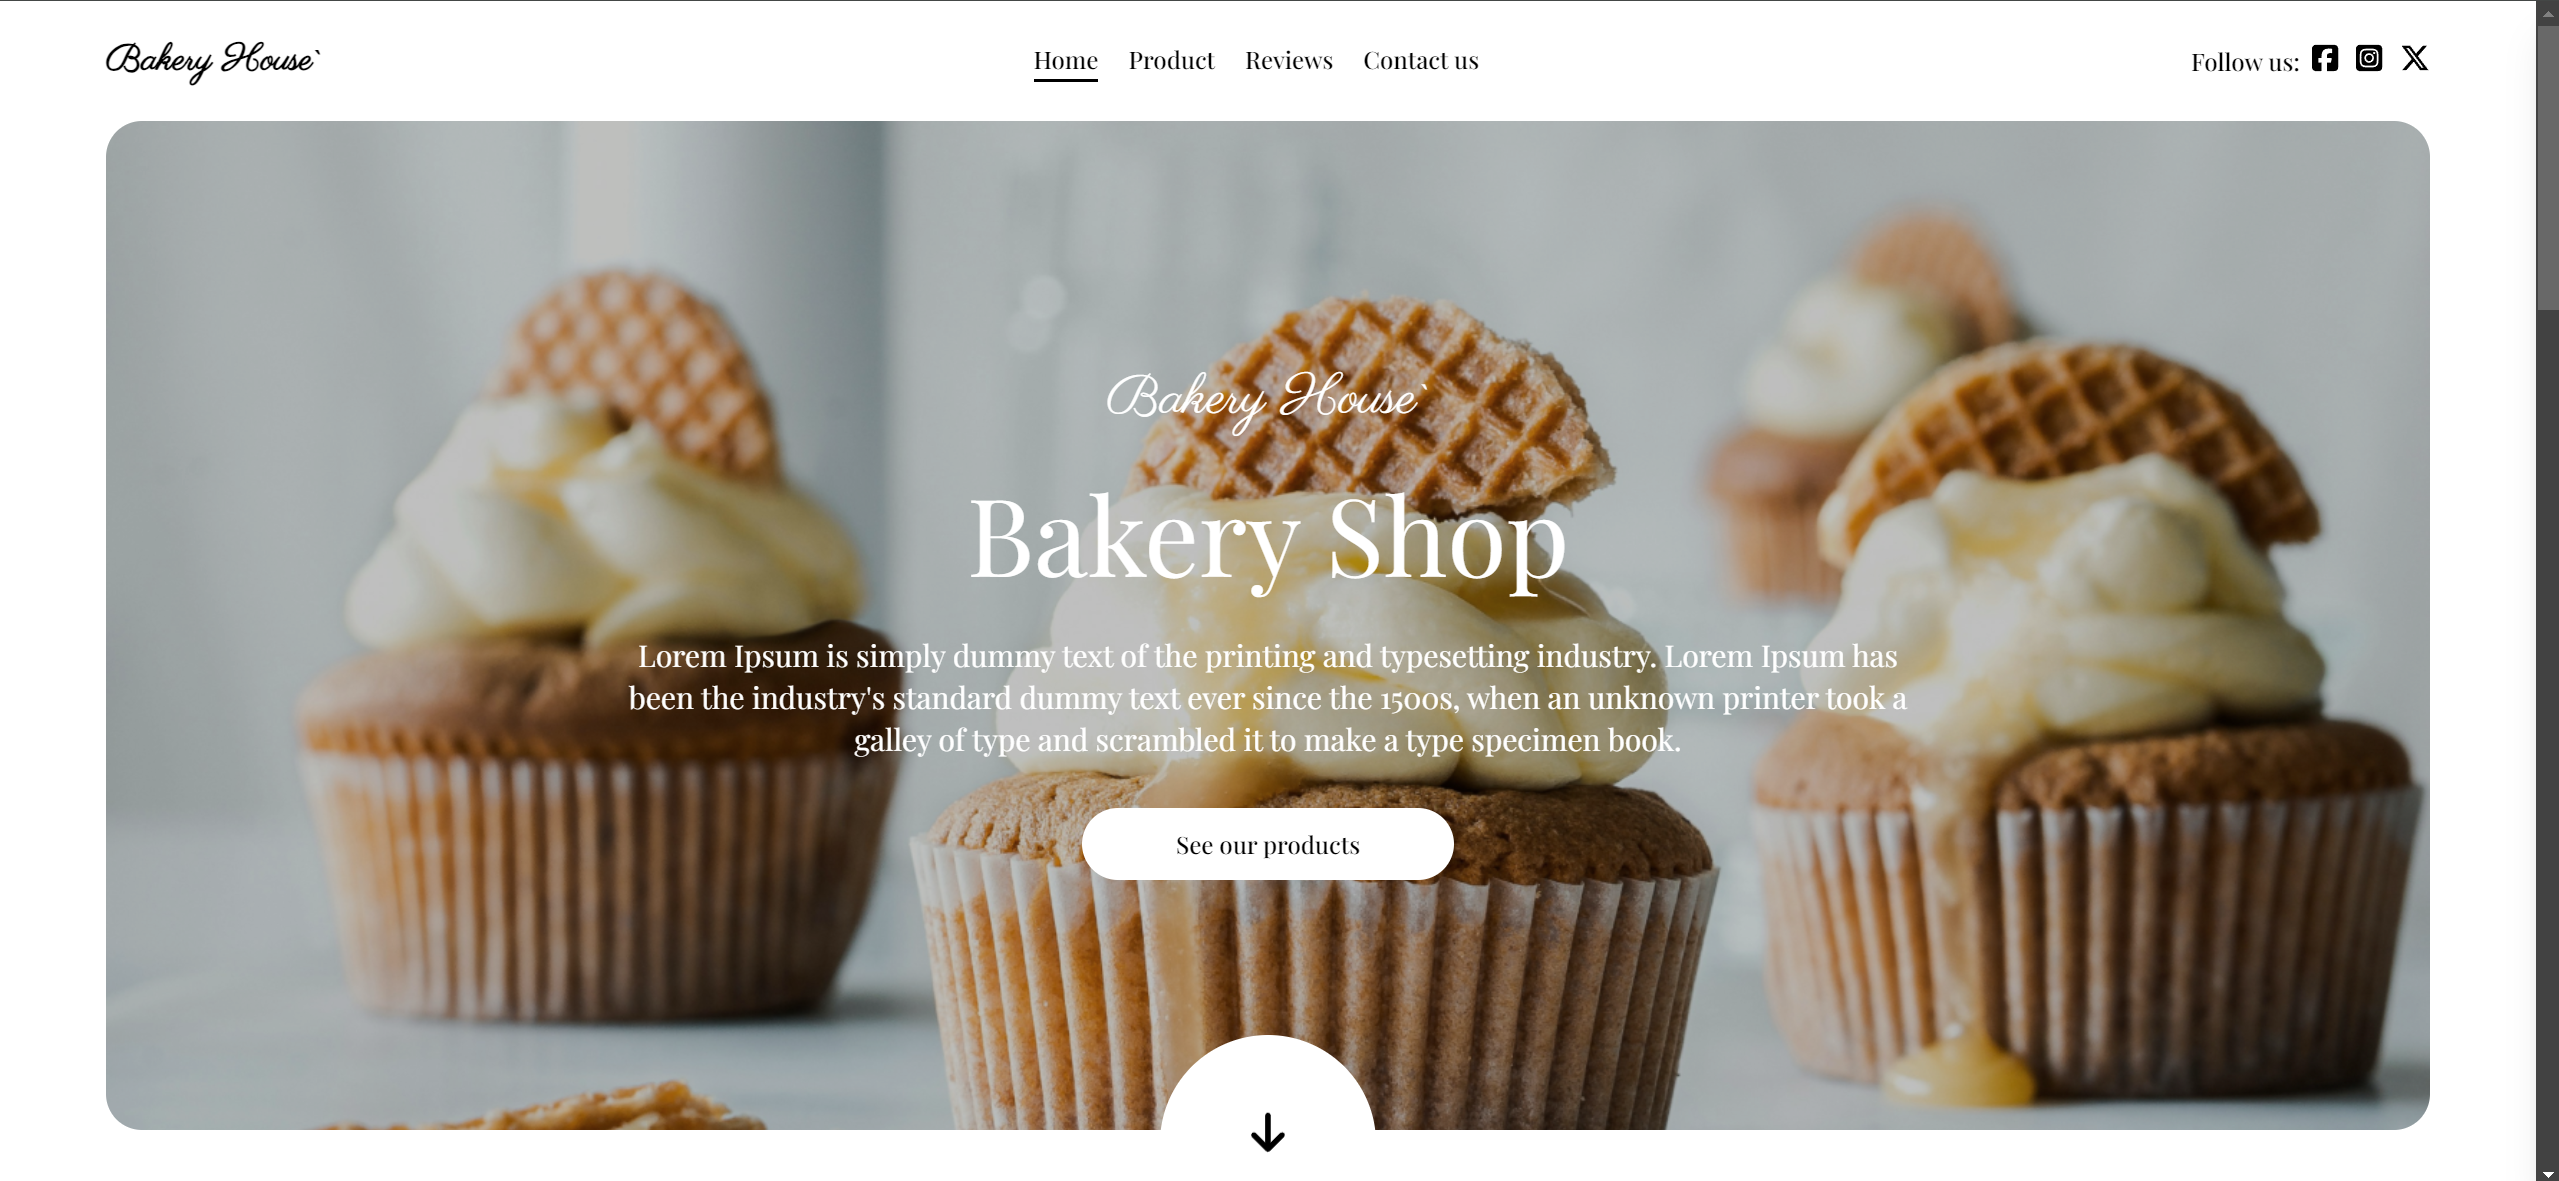 Bakery House`
Home Product Reviews Contact us
Follow us:
Bakery House`
Bakery Shop
Lorem Ipsum is simply dummy text of the printing and typesetting industry. Lorem Ipsum has
been the industry's standard dummy text ever since the 1500s, when an unknown printer took a
galley of type and scrambled it to make a type specimen book.
See our products